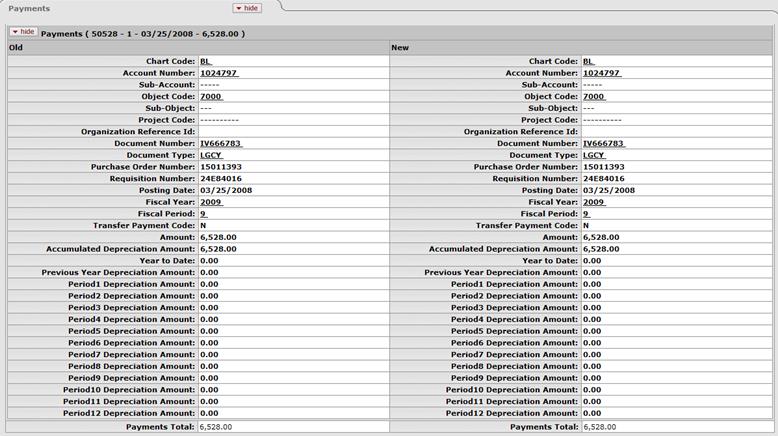 Payments hide
hide Payments ( 50528 - 1 - 03/25/2008 - 6,528.00 )
Old New
Chart Code: BL Chart Code: BL
Account Number: 1024797 Account Number: 1024797
Sub-Account: ----- Sub-Account: -----
Object Code: 7000 Object Code: 7000
Sub-Object: --- Sub-Object: ---
Project Code: ---------- Project Code: ----------
Organization Reference Id: Organization Reference Id:
Document Number: IV666783 Document Number: IV666783
Document Type: LGCY Document Type: LGCY
Purchase Order Number: 15011393 Purchase Order Number: 15011393
Requisition Number: 24E84016 Requisition Number: 24E84016
Posting Date: 03/25/2008 Posting Date: 03/25/2008
Fiscal Year: 2009 Fiscal Year: 2009
Fiscal Period: 9 Fiscal Period: 9
Transfer Payment Code: N Transfer Payment Code: N
Amount: 6,528.00 Amount: 6,528.00
Accumulated Depreciation Amount: 6,528.00 Accumulated Depreciation Amount: 6,528.00
Year to Date: 0.00 Year to Date: 0.00
Previous Year Depreciation Amount: 0.00 Previous Year Depreciation Amount: 0.00
Period1 Depreciation Amount: 0.00 Period1 Depreciation Amount: 0.00
Period2 Depreciation Amount: 0.00 Period2 Depreciation Amount: 0.00
Period3 Depreciation Amount: 0.00 Period3 Depreciation Amount: 0.00
Period4 Depreciation Amount: 0.00 Period4 Depreciation Amount: 0.00
Period5 Depreciation Amount: 0.00 Period5 Depreciation Amount: 0.00
Period6 Depreciation Amount: 0.00 Period6 Depreciation Amount: 0.00
Period7 Depreciation Amount: 0.00 Period7 Depreciation Amount: 0.00
Period8 Depreciation Amount: 0.00 Period8 Depreciation Amount: 0.00
Period9 Depreciation Amount: 0.00 Period9 Depreciation Amount: 0.00
Period10 Depreciation Amount: 0.00 Period10 Depreciation Amount: 0.00
Period11 Depreciation Amount: 0.00 Period11 Depreciation Amount: 0.00
Period12 Depreciation Amount: 0.00 Period12 Depreciation Amount: 0.00
Payments Total: 6,528.00 Payments Total: 6,528.00